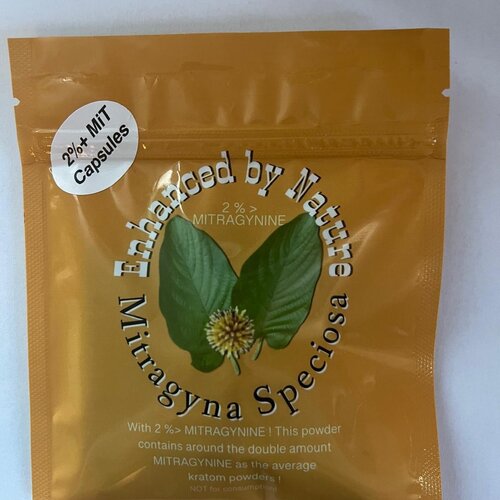 2%+ MiT
Capsules
Enhanced by Nature
2 % >
MITRAGYNINE
Mitragyna Speciosa
With 2 %> MITRAGYNINE ! This powder
contains around the double amount
MITRAGYNINE as the average
kratom powders !
NOT for consumption!